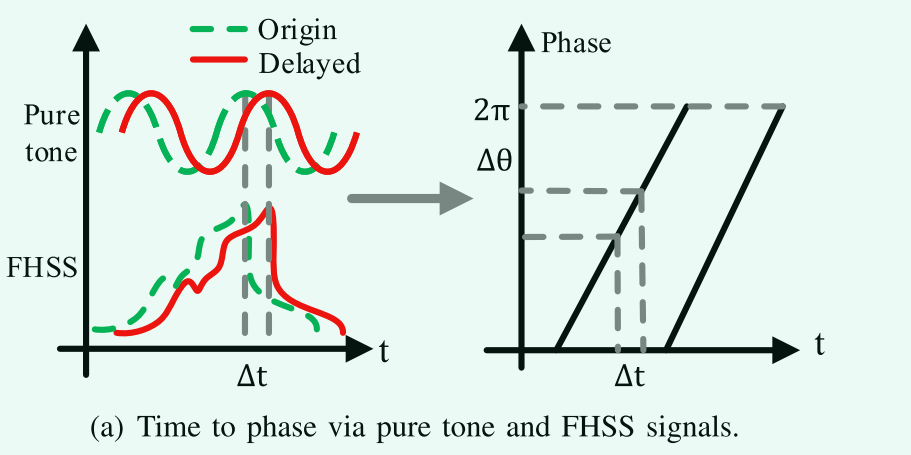 Origin
Delayed
Pure
tone
FHSS
t
Δt
Phase
2π
Δθ
t
Δt
(a) Time to phase via pure tone and FHSS signals.